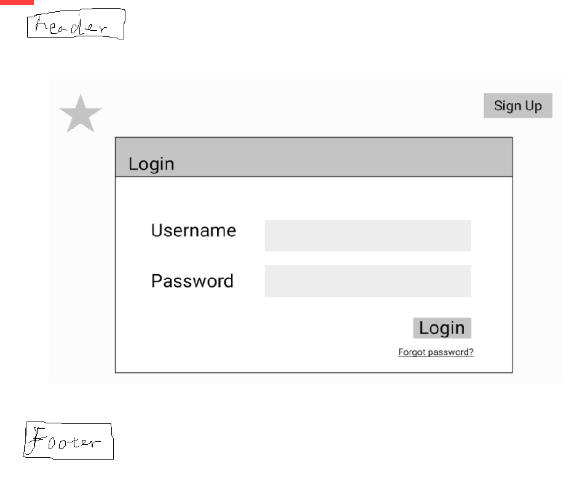 header
Sign Up
Login
Username
Password
Login
Forgot password?
Footer